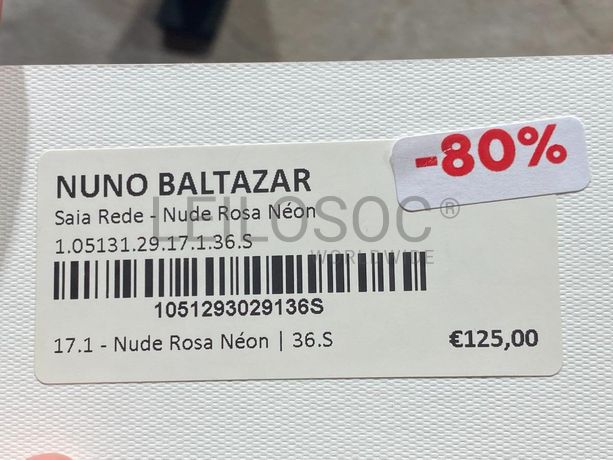 -80%
NUNO BALTAZAR
Saia Rede - Nude Rosa Néon
1.05131.29.17.1.36.S
LEILOSOC®
WORLDWIDE
1051293029136S
17.1 - Nude Rosa Néon | 36.S €125,00